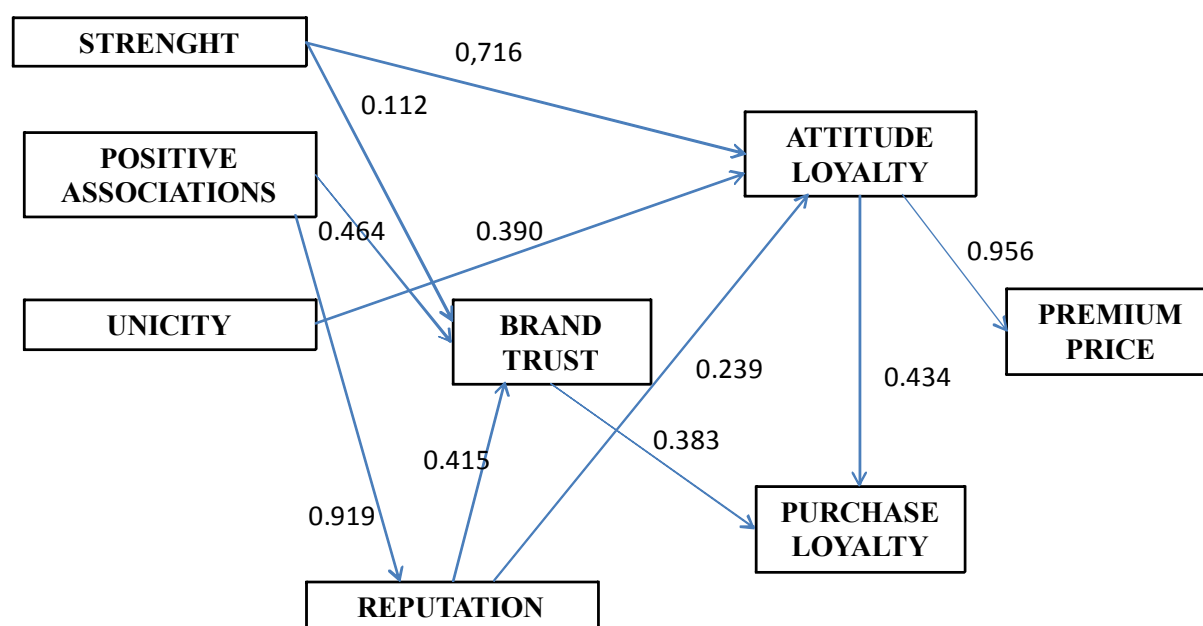 STRENGHT
0,716
0.112
POSITIVE
ASSOCIATIONS
ATTITUDE
LOYALTY
0.464
0.390
0.956
UNICITY
BRAND
TRUST
PREMIUM
PRICE
0.239
0.434
0.383
0.415
0.919
PURCHASE
LOYALTY
REPUTATION